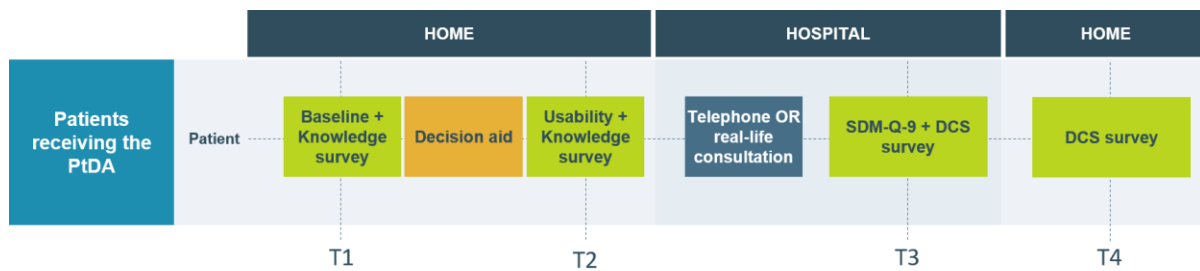 HOME
HOSPITAL
HOME
Patients
receiving the
PtDA
Patient
Baseline +
Knowledge
survey
Decision aid
Usability +
Knowledge
survey
Telephone OR
real-life
consultation
SDM-Q-9 + DCS
survey
DCS survey
T1
T2
T3
T4